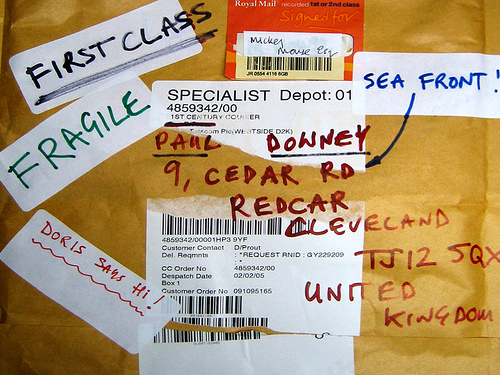 Royal Mail recorded 1st or 2nd class
Signed for
Mickey
Mouse Esq
JR 0554 4116 6GB
FIRST CLASS
FRAGILE
SEA FRONT!
SPECIALIST Depot: 01
4859342/00
1ST CENTURY COURIER
Telecom Plc(WESTSIDE D2K)
PAUL DOWNEY
9, CEDAR RD
REDCAR
CLEVELAND
TJ12 5QX
UNITED
KINGDOM
DORIS SAYS Hi!
4859342/00001HP3 9YF
Customer Contact D/Prout
Del. Reqmnts : *REQUEST RNID : GY229209
CC Order No 4859342/00
Despatch Date 02/02/05
Box 1
Customer Order No 091095165